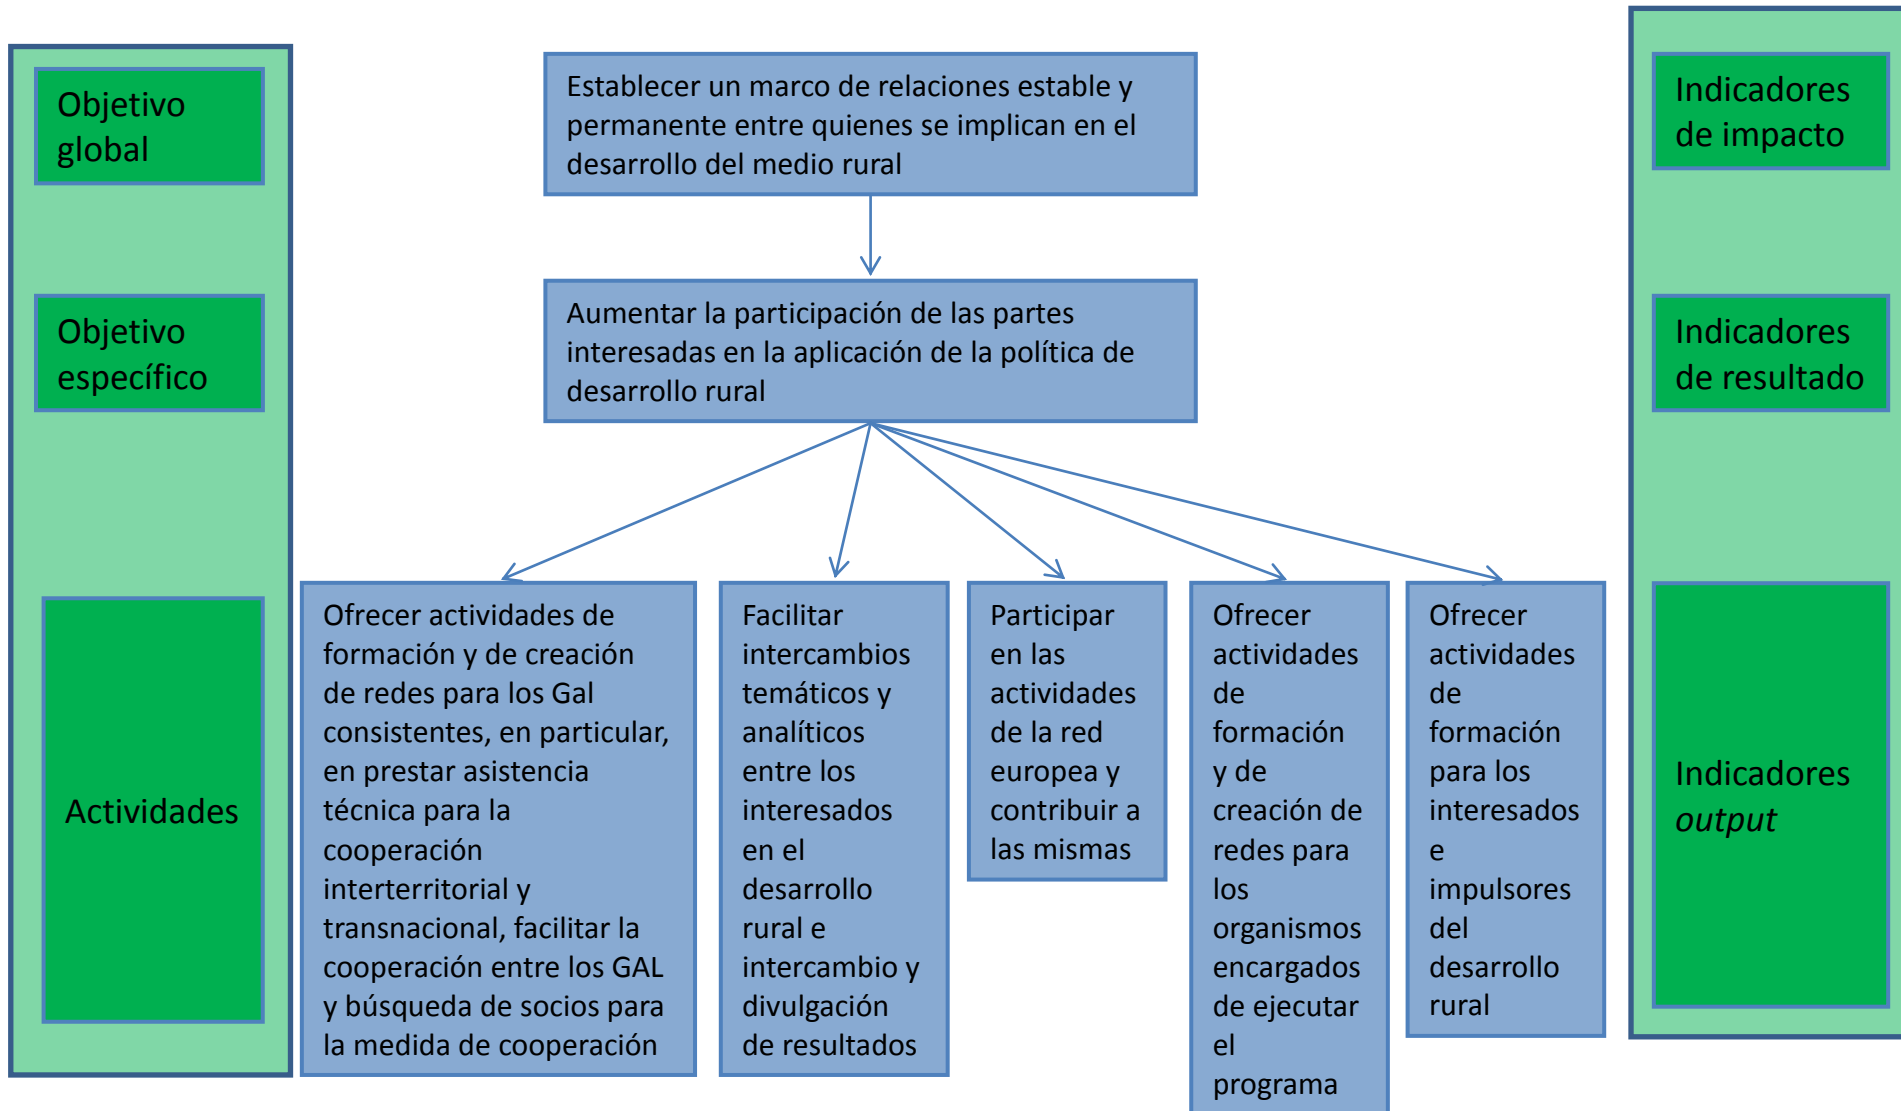 Objetivo
global
Establecer un marco de relaciones estable y
permanente entre quienes se implican en el
desarrollo del medio rural
Indicadores
de impacto
Objetivo
específico
Aumentar la participación de las partes
interesadas en la aplicación de la política de
desarrollo rural
Indicadores
de resultado
Actividades
Ofrecer actividades de
formación y de creación
de redes para los Gal
consistentes, en particular,
en prestar asistencia
técnica para la
cooperación
interterritorial y
transnacional, facilitar la
cooperación entre los GAL
y búsqueda de socios para
la medida de cooperación
Facilitar
intercambios
temáticos y
analíticos
entre los
interesados
en el
desarrollo
rural e
intercambio y
divulgación
de resultados
Participar
en las
actividades
de la red
europea y
contribuir a
las mismas
Ofrecer
actividades
de
formación
y de
creación de
redes para
los
organismos
encargados
de ejecutar
el
programa
Ofrecer
actividades
de
formación
para los
interesados
e
impulsores
del
desarrollo
rural
Indicadores
output